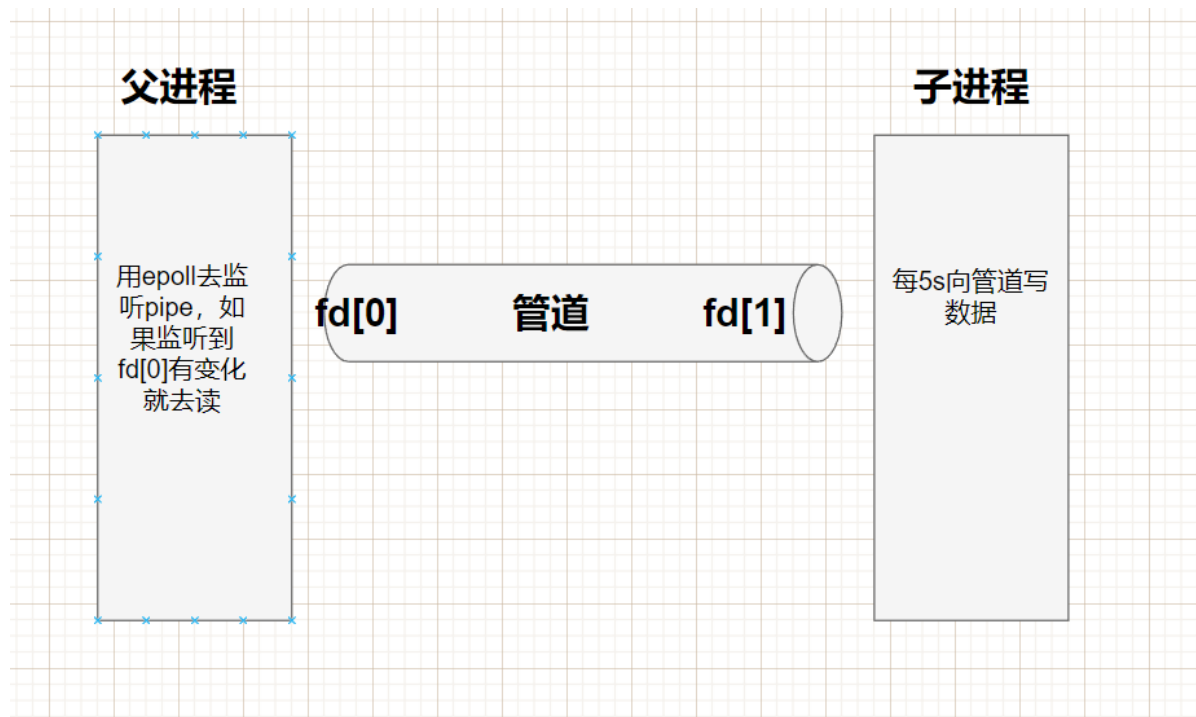 父进程
子进程
用epoll去监
听pipe，如
果监听到
fd[0]有变化
就去读
fd[0]
管道
fd[1]
每5s向管道写
数据